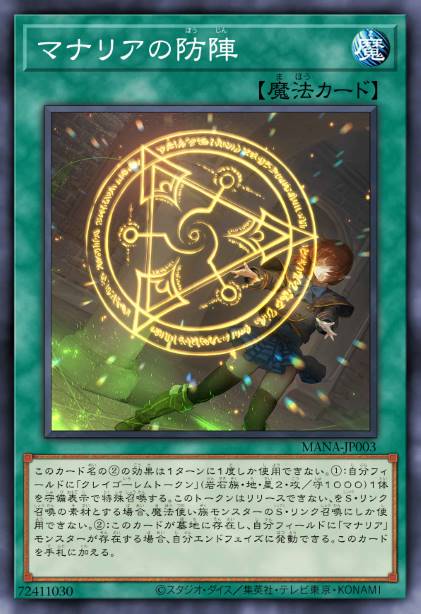 マナリアの防陣
ぼう じん
魔
【魔法カード】
ま ほう
MANA-JP003
このカード名の②の効果は1ターンに1度しか使用できない。①:自分フィ
ールドに「クレイゴーレムトークン」(岩石族・地・星2・攻/守1000)1体
を守備表示で特殊召喚する。このトークンはリリースできない、をS・リンク
召喚の素材とする場合、魔法使い族モンスターのS・リンク召喚にしか使
用できない。②:このカードが墓地に存在し、自分フィールドに「マナリア」
モンスターが存在する場合、自分エンドフェイズに発動できる。このカード
を手札に加える。
72411030
©スタジオ・ダイス/集英社・テレビ東京・KONAMI